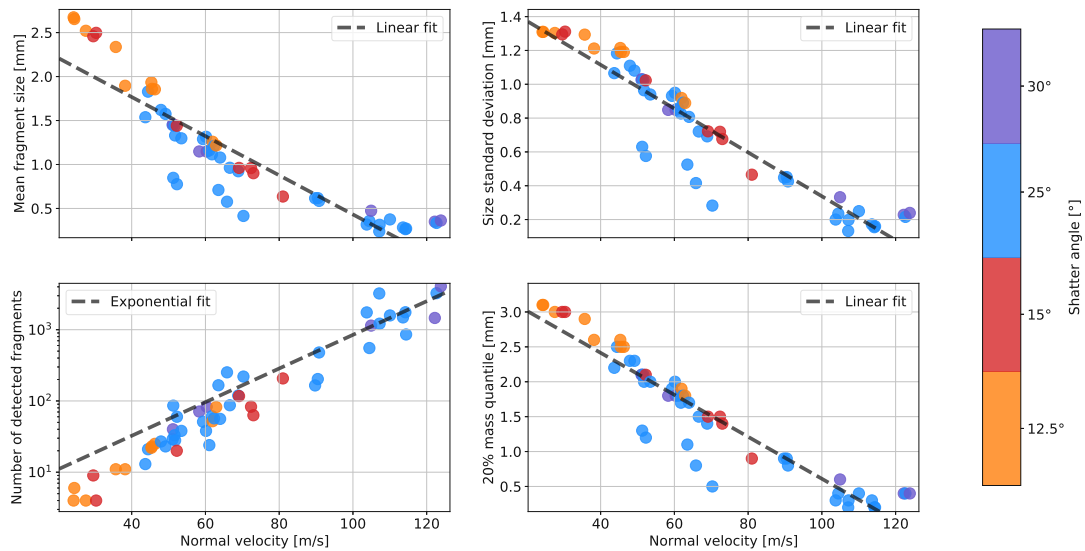 Mean fragment size [mm]
2.5
2.0
1.5
1.0
0.5
Linear fit
Size standard deviation [mm]
1.4
1.2
1.0
0.8
0.6
0.4
0.2
Linear fit
Number of detected fragments
10³
10²
10¹
Exponential fit
40 60 80 100 120
Normal velocity [m/s]
20% mass quantile [mm]
3.0
2.5
2.0
1.5
1.0
0.5
Linear fit
40 60 80 100 120
Normal velocity [m/s]
30°
25°
15°
12.5°
Shatter angle [°]